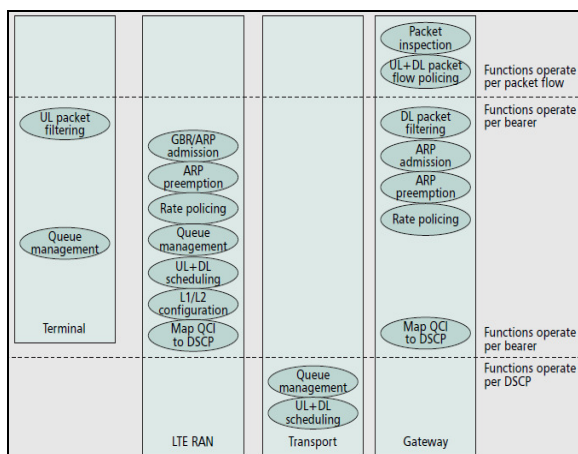 Packet
inspection
UL+DL packet
flow policing
Functions operate
per packet flow
Functions operate
per bearer
UL packet
filtering
DL packet
filtering
GBR/ARP
admission
ARP
admission
ARP
preemption
ARP
preemption
Rate policing
Rate policing
Queue
management
Queue
management
UL+DL
scheduling
L1/L2
configuration
Terminal
Map QCI
to DSCP
Map QCI
to DSCP
Functions operate
per bearer
Functions operate
per DSCP
Queue
management
UL+DL
scheduling
LTE RAN
Transport
Gateway